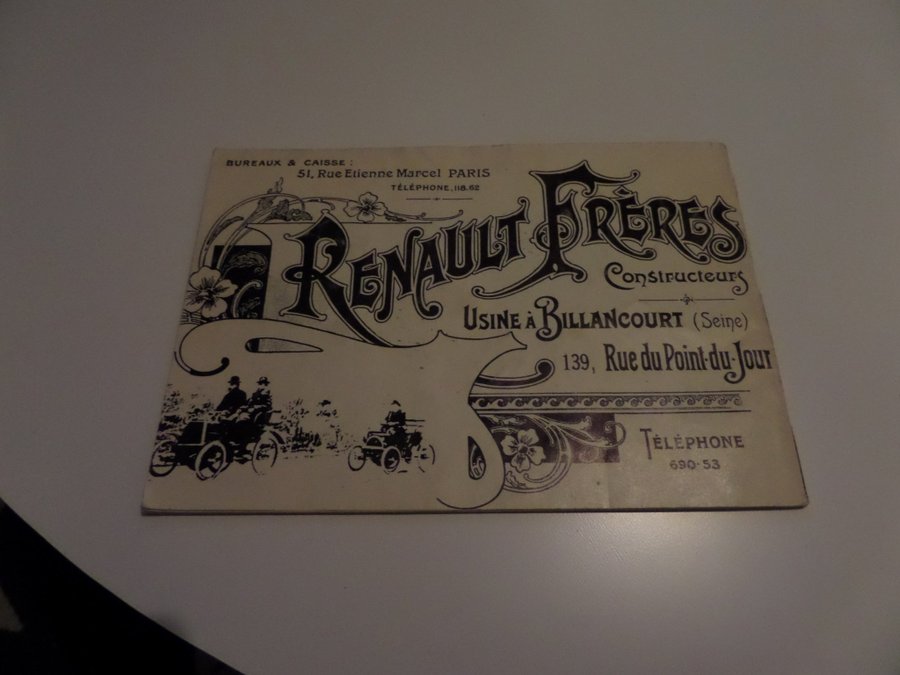 BUREAUX & CAISSE :
51, Rue Etienne Marcel PARIS
TÉLÉPHONE, 118.62
RENAULT FRÈRES
Constructeurs
USINE À BILLANCOURT (Seine)
139, Rue du Point-du-Jour
TÉLÉPHONE
690-53